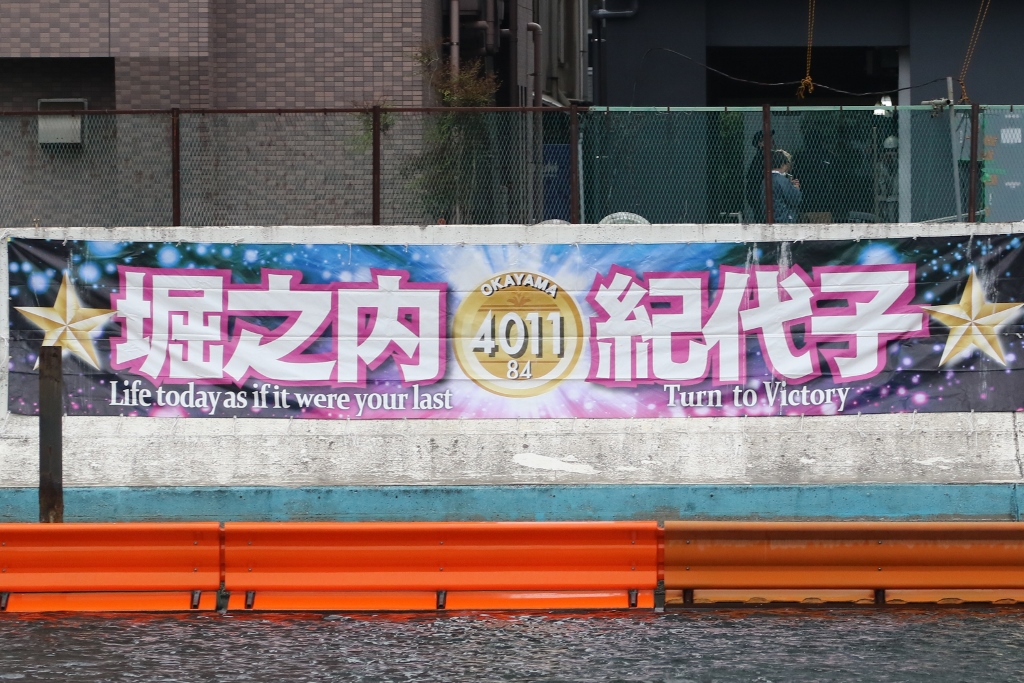 堀之内 紀代子
OKAYAMA
4011
84
Life today as if it were your last
Turn to Victory